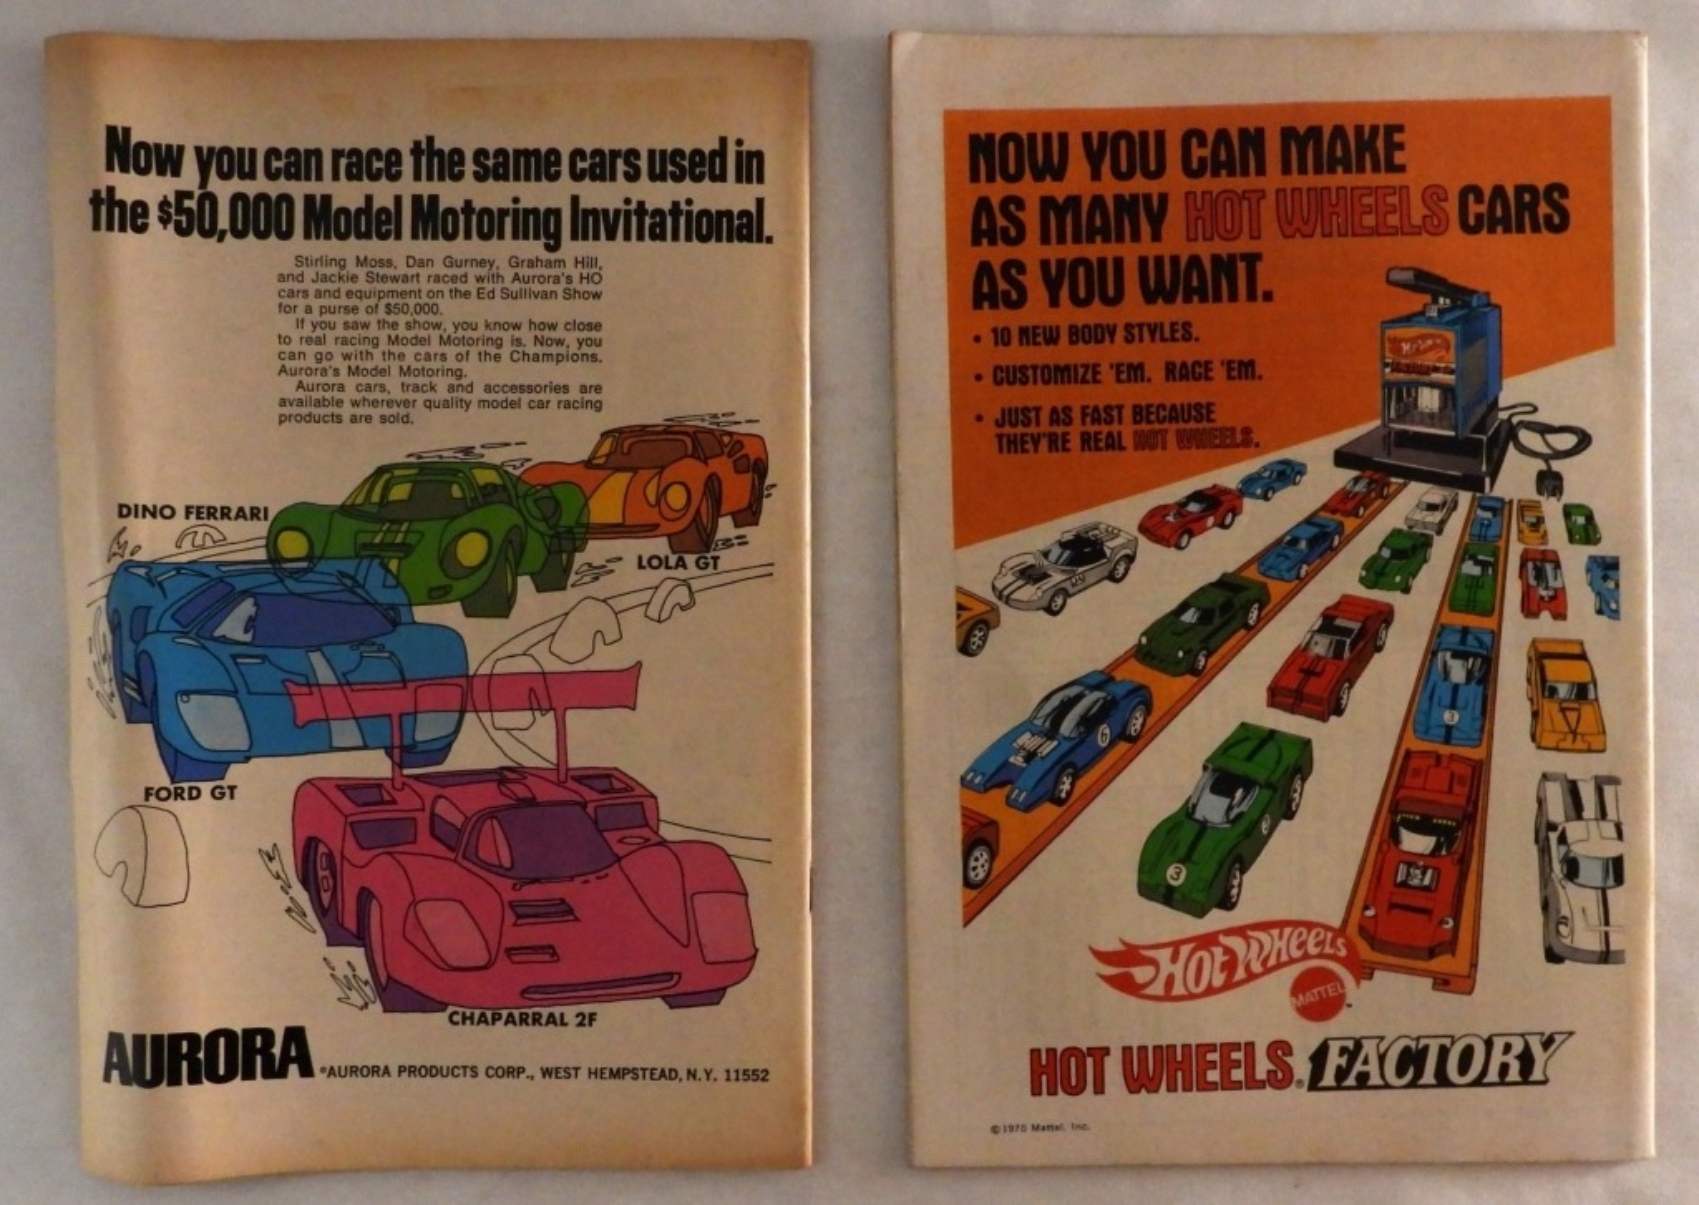 Now you can race the same cars used in
the $50,000 Model Motoring Invitational.
Stirling Moss, Dan Gurney, Graham Hill,
and Jackie Stewart raced with Aurora's HO
cars and equipment on the Ed Sullivan Show
for a purse of $50,000.
If you saw the show, you know how close
to real racing Model Motoring is. Now, you
can go with the cars of the Champions.
Aurora's Model Motoring.
Aurora cars, track and accessories are
available wherever quality model car racing
products are sold.
DINO FERRARI
LOLA GT
FORD GT
CHAPARRAL 2F
AURORA
®AURORA PRODUCTS CORP., WEST HEMPSTEAD, N.Y. 11552
NOW YOU CAN MAKE
AS MANY HOT WHEELS CARS
AS YOU WANT.
• 10 NEW BODY STYLES.
• CUSTOMIZE 'EM. RACE 'EM.
• JUST AS FAST BECAUSE
THEY'RE REAL HOT WHEELS.
6
3
3
Hot Wheels
MATTEL
HOT WHEELS® FACTORY
©1970 Mattel, Inc.